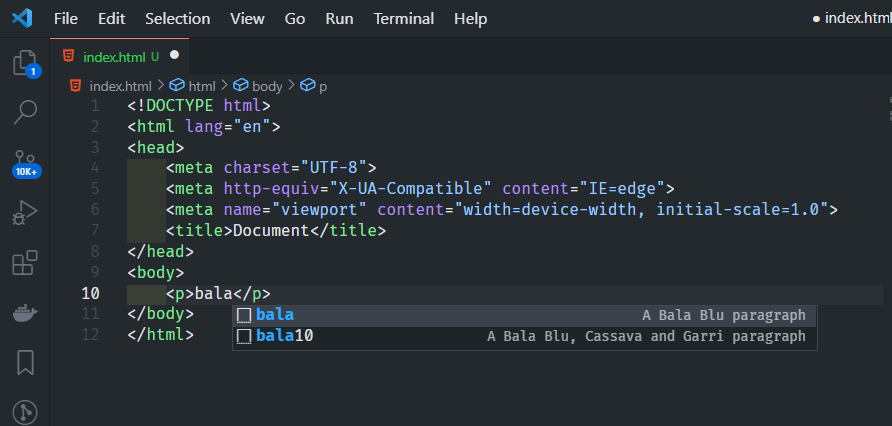 File Edit Selection View Go Run Terminal Help ● index.html
index.html U ●
1
index.html > html > body > p
1 <!DOCTYPE html>
2 <html lang="en">
3 <head>
4 <meta charset="UTF-8">
5 <meta http-equiv="X-UA-Compatible" content="IE=edge">
6 <meta name="viewport" content="width=device-width, initial-scale=1.0">
7 <title>Document</title>
8 </head>
9 <body>
10 <p>bala</p>
11 </body>
12 </html>
10K+
bala A Bala Blu paragraph
bala10 A Bala Blu, Cassava and Garri paragraph